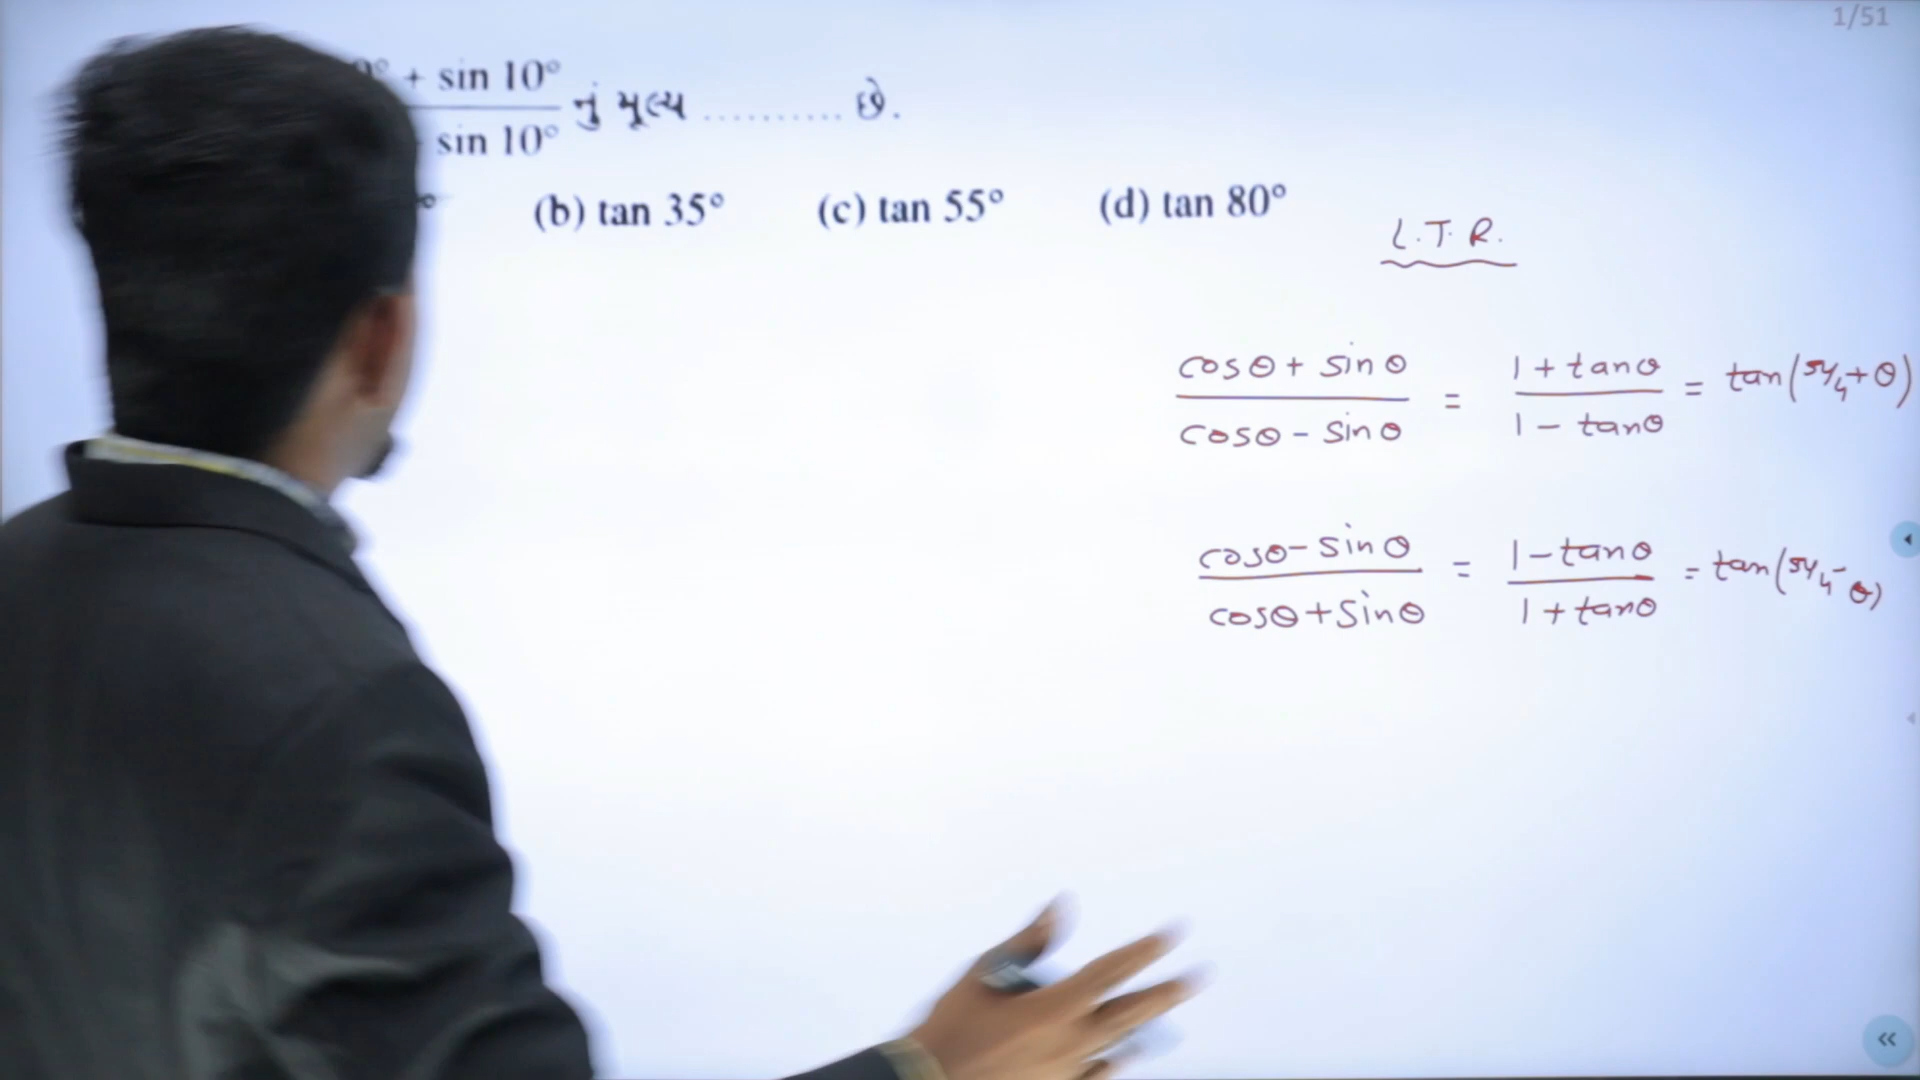 1/51
+ sin 10°
sin 10°
નું મૂલ્ય .......... છે.
(b) tan 35° (c) tan 55° (d) tan 80°
L.T.R.
cosθ + sinθ / cosθ - sinθ = 1 + tanθ / 1 - tanθ = tan(π/4 + θ)
cosθ - sinθ / cosθ + sinθ = 1 - tanθ / 1 + tanθ = tan(π/4 - θ)